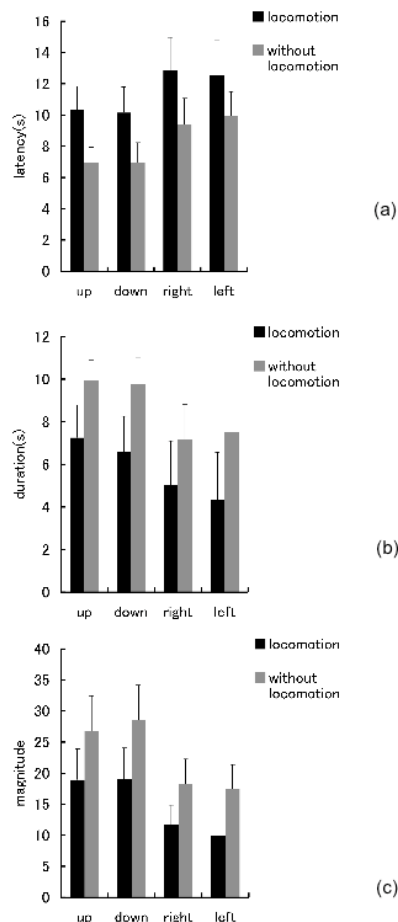 16
14
12
10
8
6
4
2
0
latency(s)
up down right left
locomotion
without
locomotion
(a)
12
10
8
6
4
2
0
duration(s)
up down right left
locomotion
without
locomotion
(b)
40
35
30
25
20
15
10
5
0
magnitude
up down right left
locomotion
without
locomotion
(c)